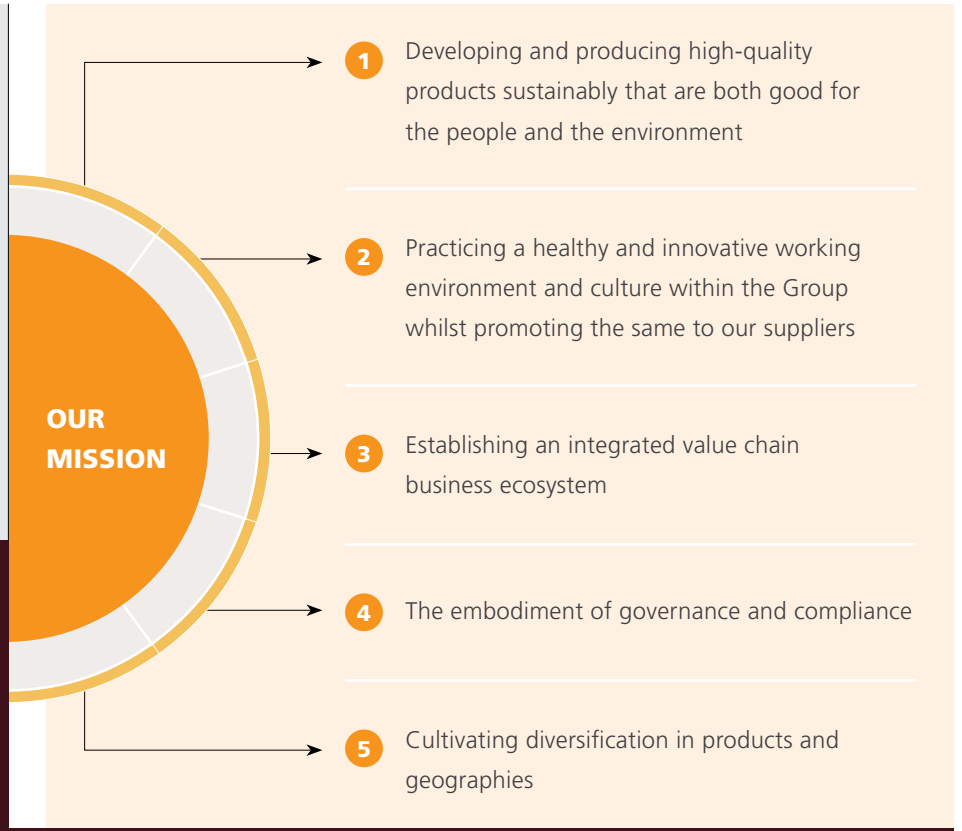 OUR
MISSION
1
Developing and producing high-quality
products sustainably that are both good for
the people and the environment
2
Practicing a healthy and innovative working
environment and culture within the Group
whilst promoting the same to our suppliers
3
Establishing an integrated value chain
business ecosystem
4
The embodiment of governance and compliance
5
Cultivating diversification in products and
geographies